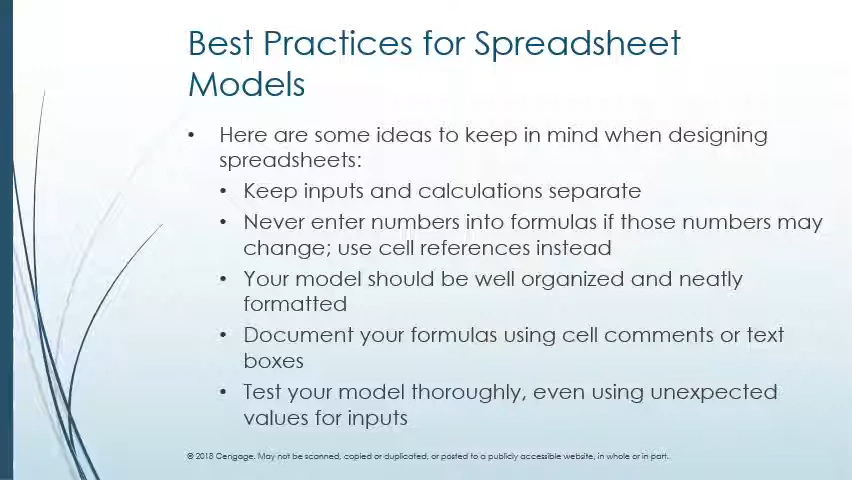 Best Practices for Spreadsheet
Models
• Here are some ideas to keep in mind when designing
spreadsheets:
• Keep inputs and calculations separate
• Never enter numbers into formulas if those numbers may
change; use cell references instead
• Your model should be well organized and neatly
formatted
• Document your formulas using cell comments or text
boxes
• Test your model thoroughly, even using unexpected
values for inputs
© 2018 Cengage. May not be scanned, copied or duplicated, or posted to a publicly accessible website, in whole or in part.